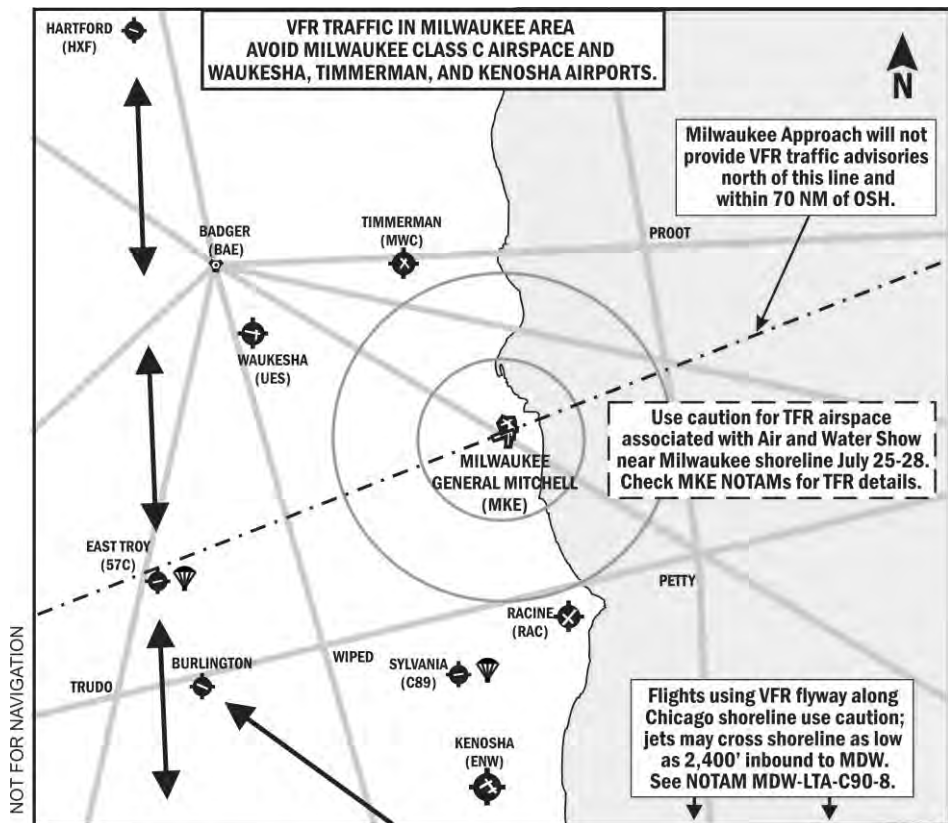 HARTFORD
(HXF)
VFR TRAFFIC IN MILWAUKEE AREA
AVOID MILWAUKEE CLASS C AIRSPACE AND
WAUKESHA, TIMMERMAN, AND KENOSHA AIRPORTS.
N
Milwaukee Approach will not
provide VFR traffic advisories
north of this line and
within 70 NM of OSH.
BADGER
(BAE)
TIMMERMAN
(MWC)
PROOT
WAUKESHA
(UES)
MILWAUKEE
GENERAL MITCHELL
(MKE)
Use caution for TFR airspace
associated with Air and Water Show
near Milwaukee shoreline July 25-28.
Check MKE NOTAMs for TFR details.
EAST TROY
(57C)
PETTY
RACINE
(RAC)
TRUDO
BURLINGTON
WIPED
SYLVANIA
(C89)
KENOSHA
(ENW)
Flights using VFR flyway along
Chicago shoreline use caution;
jets may cross shoreline as low
as 2,400' inbound to MDW.
See NOTAM MDW-LTA-C90-8.
NOT FOR NAVIGATION